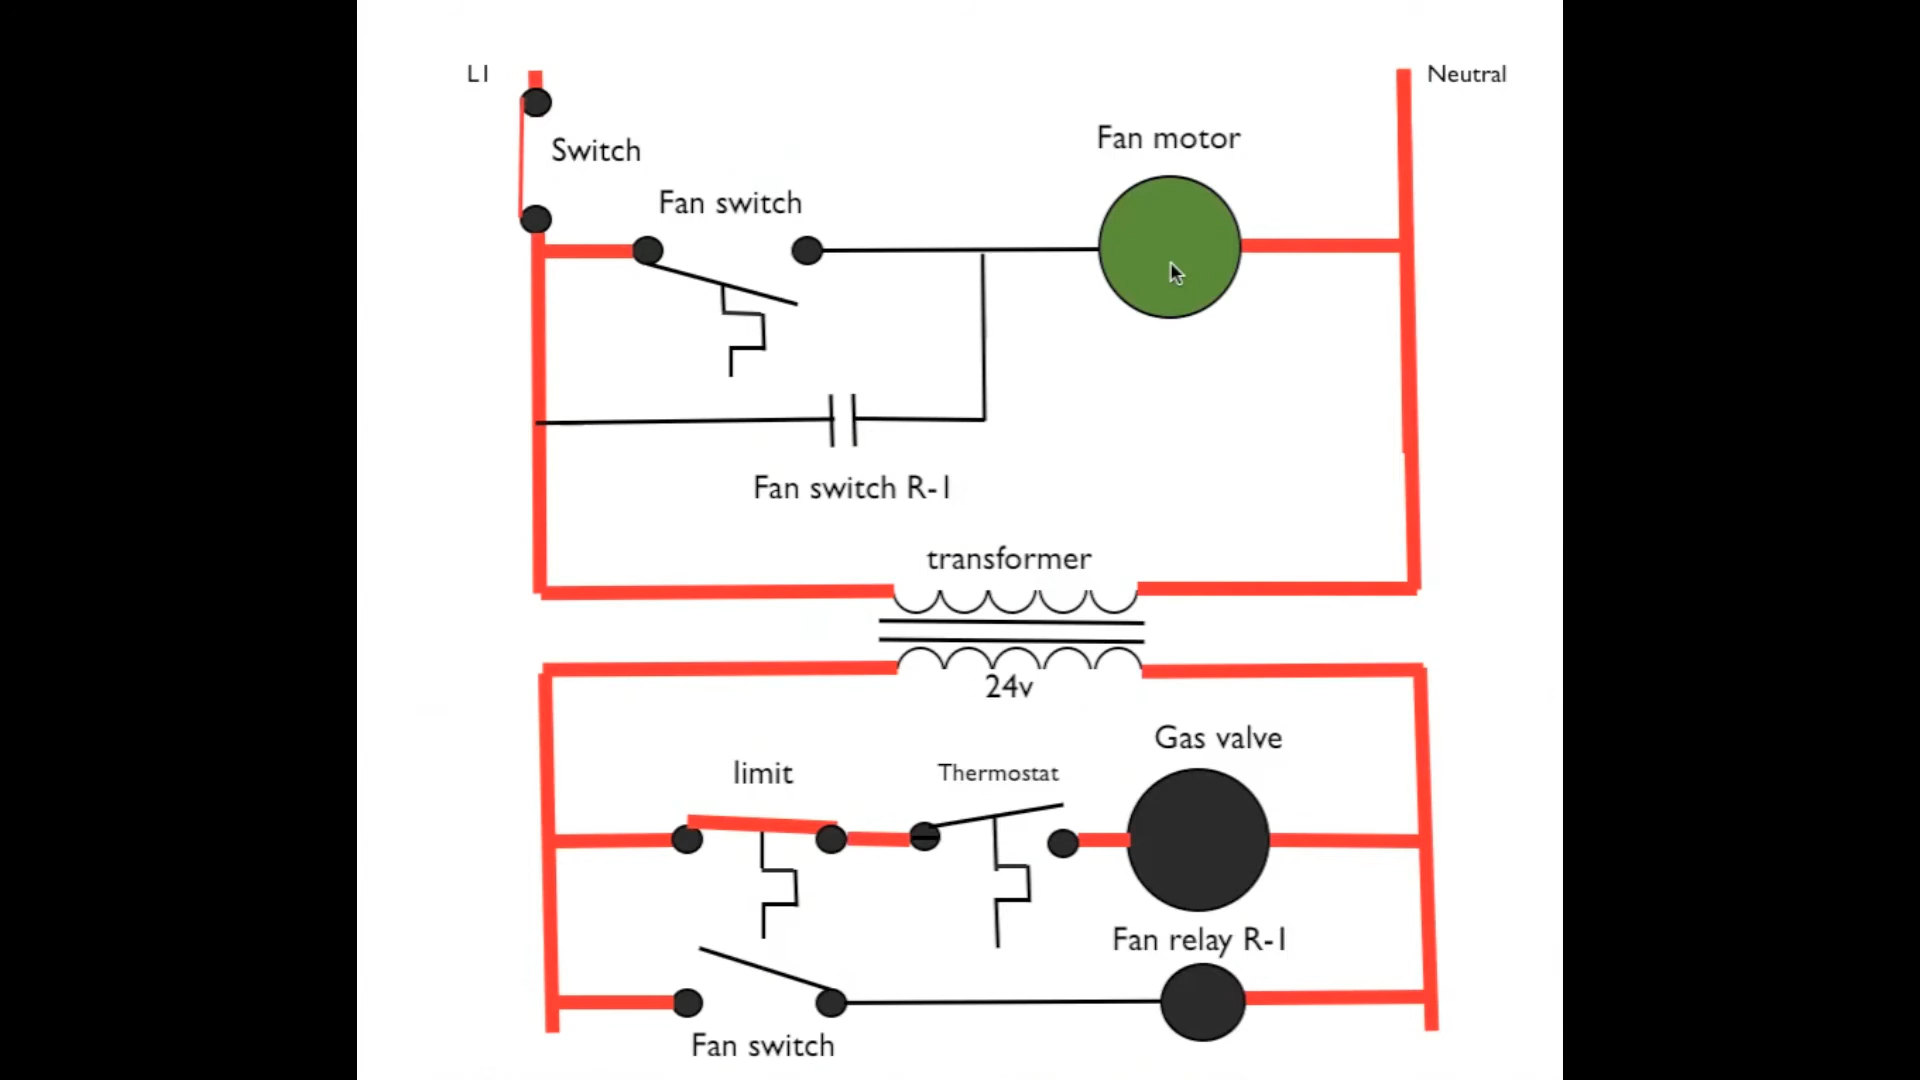 L1
Neutral
Fan motor
Switch
Fan switch
Fan switch R-1
transformer
24v
Gas valve
limit
Thermostat
Fan relay R-1
Fan switch